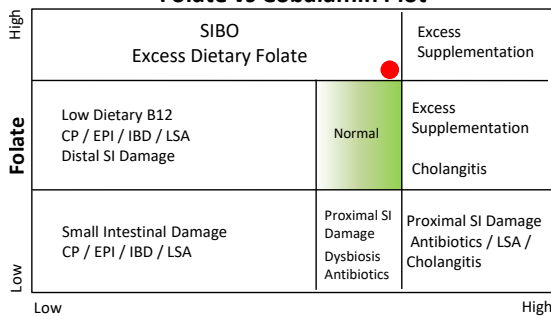 Folate vs Cobalamin Plot
High
SIBO
Excess Dietary Folate
Excess
Supplementation
Folate
Low Dietary B12
CP / EPI / IBD / LSA
Distal SI Damage
Normal
Excess
Supplementation
Cholangitis
Small Intestinal Damage
CP / EPI / IBD / LSA
Proximal SI
Damage
Dysbiosis
Antibiotics
Proximal SI Damage
Antibiotics / LSA /
Cholangitis
Low
Low
High